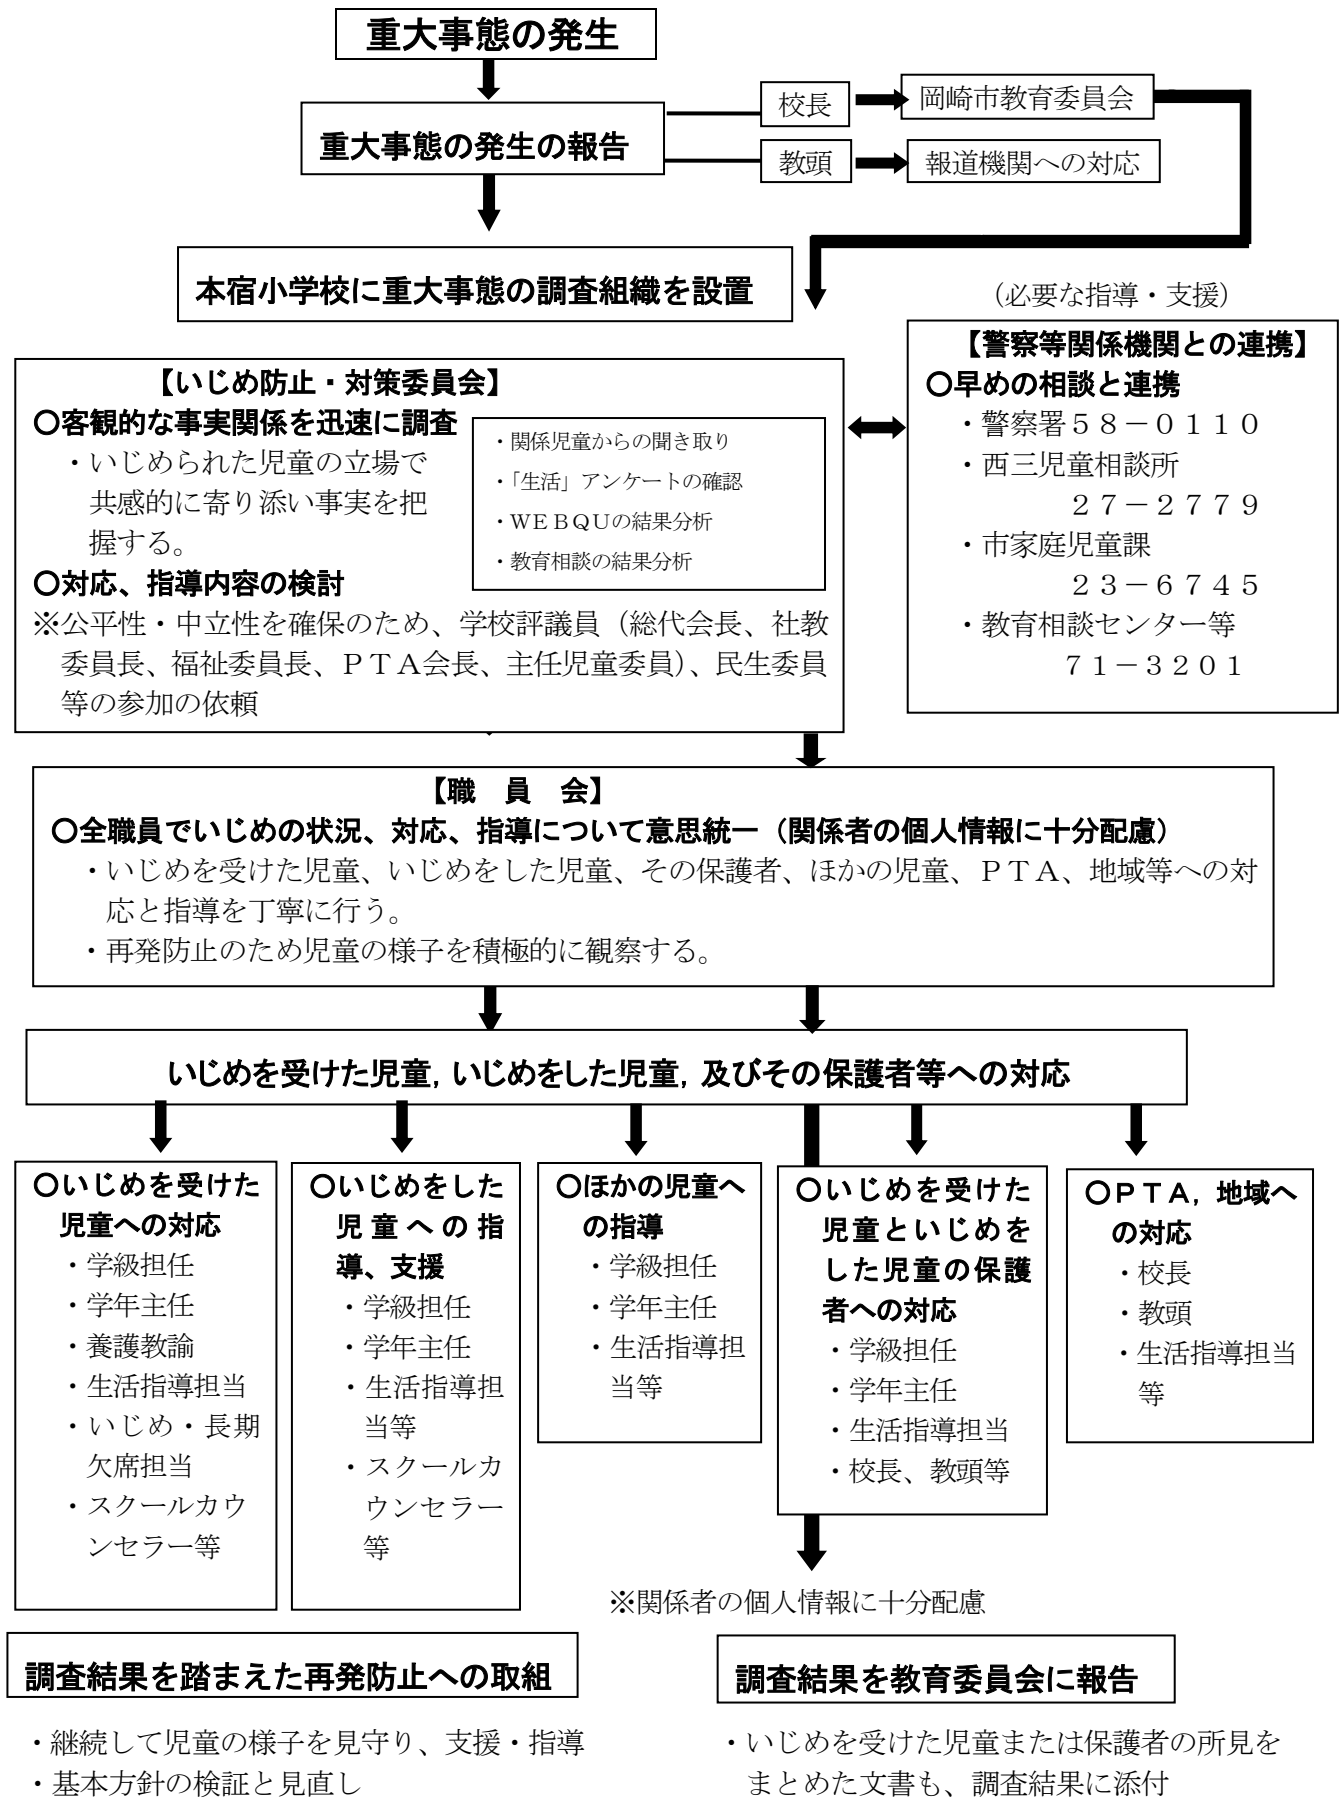 重大事態の発生
重大事態の発生の報告
校長
岡崎市教育委員会
教頭
報道機関への対応
本宿小学校に重大事態の調査組織を設置
（必要な指導・支援）
【いじめ防止・対策委員会】
〇客観的な事実関係を迅速に調査
・いじめられた児童の立場で
共感的に寄り添い事実を把
握する。
〇対応、指導内容の検討
※公平性・中立性を確保のため、学校評議員（総代会長、社教
委員長、福祉委員長、ＰＴＡ会長、主任児童委員）、民生委員
等の参加の依頼
・関係児童からの聞き取り
・「生活」アンケートの確認
・ＷＥＢＱＵの結果分析
・教育相談の結果分析
【警察等関係機関との連携】
〇早めの相談と連携
・警察署５８－０１１０
・西三児童相談所
２７－２７７９
・市家庭児童課
２３－６７４５
・教育相談センター等
７１－３２０１
【職　員　会】
〇全職員でいじめの状況、対応、指導について意思統一（関係者の個人情報に十分配慮）
・いじめを受けた児童、いじめをした児童、その保護者、ほかの児童、ＰＴＡ、地域等への対
応と指導を丁寧に行う。
・再発防止のため児童の様子を積極的に観察する。
いじめを受けた児童，いじめをした児童，及びその保護者等への対応
〇いじめを受けた
児童への対応
・学級担任
・学年主任
・養護教諭
・生活指導担当
・いじめ・長期
欠席担当
・スクールカウ
ンセラー等
〇いじめをした
児童への指
導、支援
・学級担任
・学年主任
・生活指導担
当等
・スクールカ
ウンセラー
等
〇ほかの児童へ
の指導
・学級担任
・学年主任
・生活指導担
当等
〇いじめを受けた
児童といじめを
した児童の保護
者への対応
・学級担任
・学年主任
・生活指導担当
・校長、教頭等
〇ＰＴＡ，地域へ
の対応
・校長
・教頭
・生活指導担当
等
※関係者の個人情報に十分配慮
調査結果を踏まえた再発防止への取組
・継続して児童の様子を見守り、支援・指導
・基本方針の検証と見直し
調査結果を教育委員会に報告
・いじめを受けた児童または保護者の所見を
まとめた文書も、調査結果に添付